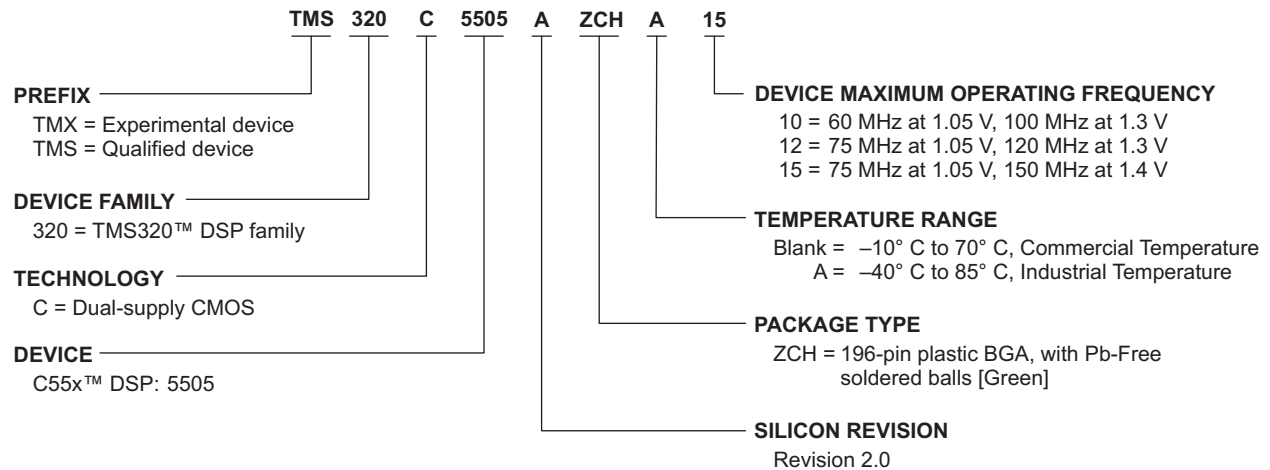 TMS 320 C 5505 A ZCH A 15
PREFIX
TMX = Experimental device
TMS = Qualified device
DEVICE FAMILY
320 = TMS320™ DSP family
TECHNOLOGY
C = Dual-supply CMOS
DEVICE
C55x™ DSP: 5505
DEVICE MAXIMUM OPERATING FREQUENCY
10 = 60 MHz at 1.05 V, 100 MHz at 1.3 V
12 = 75 MHz at 1.05 V, 120 MHz at 1.3 V
15 = 75 MHz at 1.05 V, 150 MHz at 1.4 V
TEMPERATURE RANGE
Blank = –10° C to 70° C, Commercial Temperature
A = –40° C to 85° C, Industrial Temperature
PACKAGE TYPE
ZCH = 196-pin plastic BGA, with Pb-Free
soldered balls [Green]
SILICON REVISION
Revision 2.0